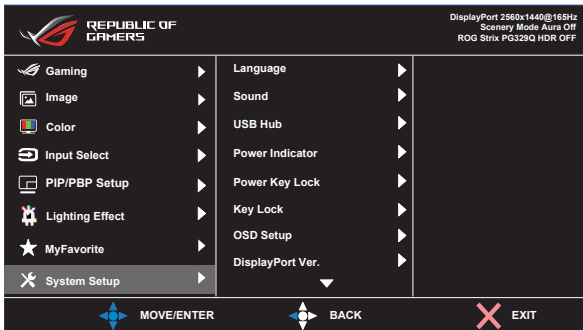 REPUBLIC OF
GAMERS
DisplayPort 2560x1440@165Hz
Scenery Mode Aura Off
ROG Strix PG329Q HDR OFF
Gaming
Image
Color
Input Select
PIP/PBP Setup
Lighting Effect
MyFavorite
System Setup
Language
Sound
USB Hub
Power Indicator
Power Key Lock
Key Lock
OSD Setup
DisplayPort Ver.
MOVE/ENTER
BACK
EXIT